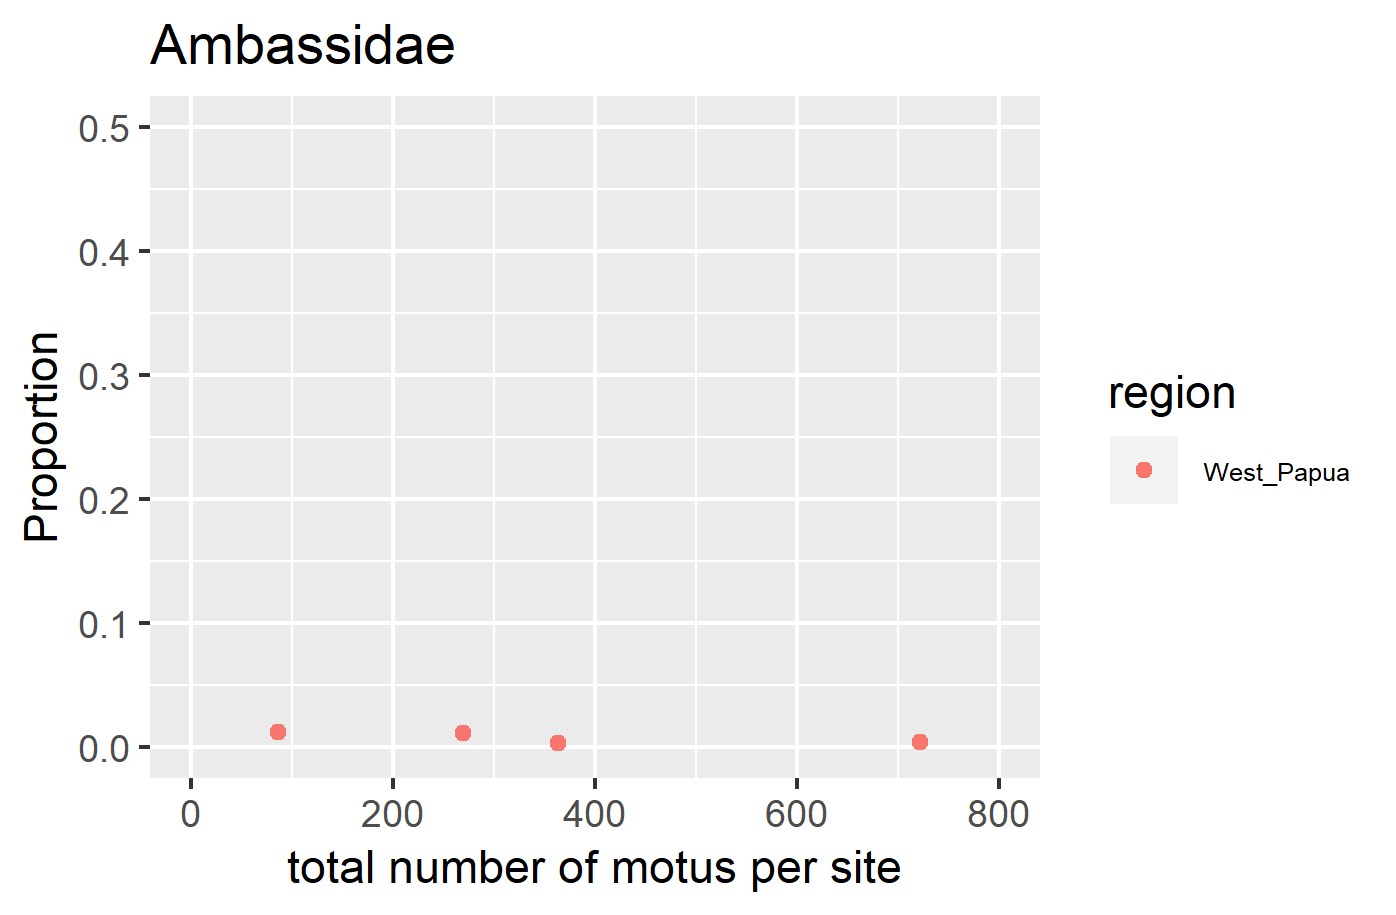 Ambassidae
0.5
0.4
0.3
0.2
0.1
0.0
Proportion
0 200 400 600 800
total number of motus per site
region
West_Papua